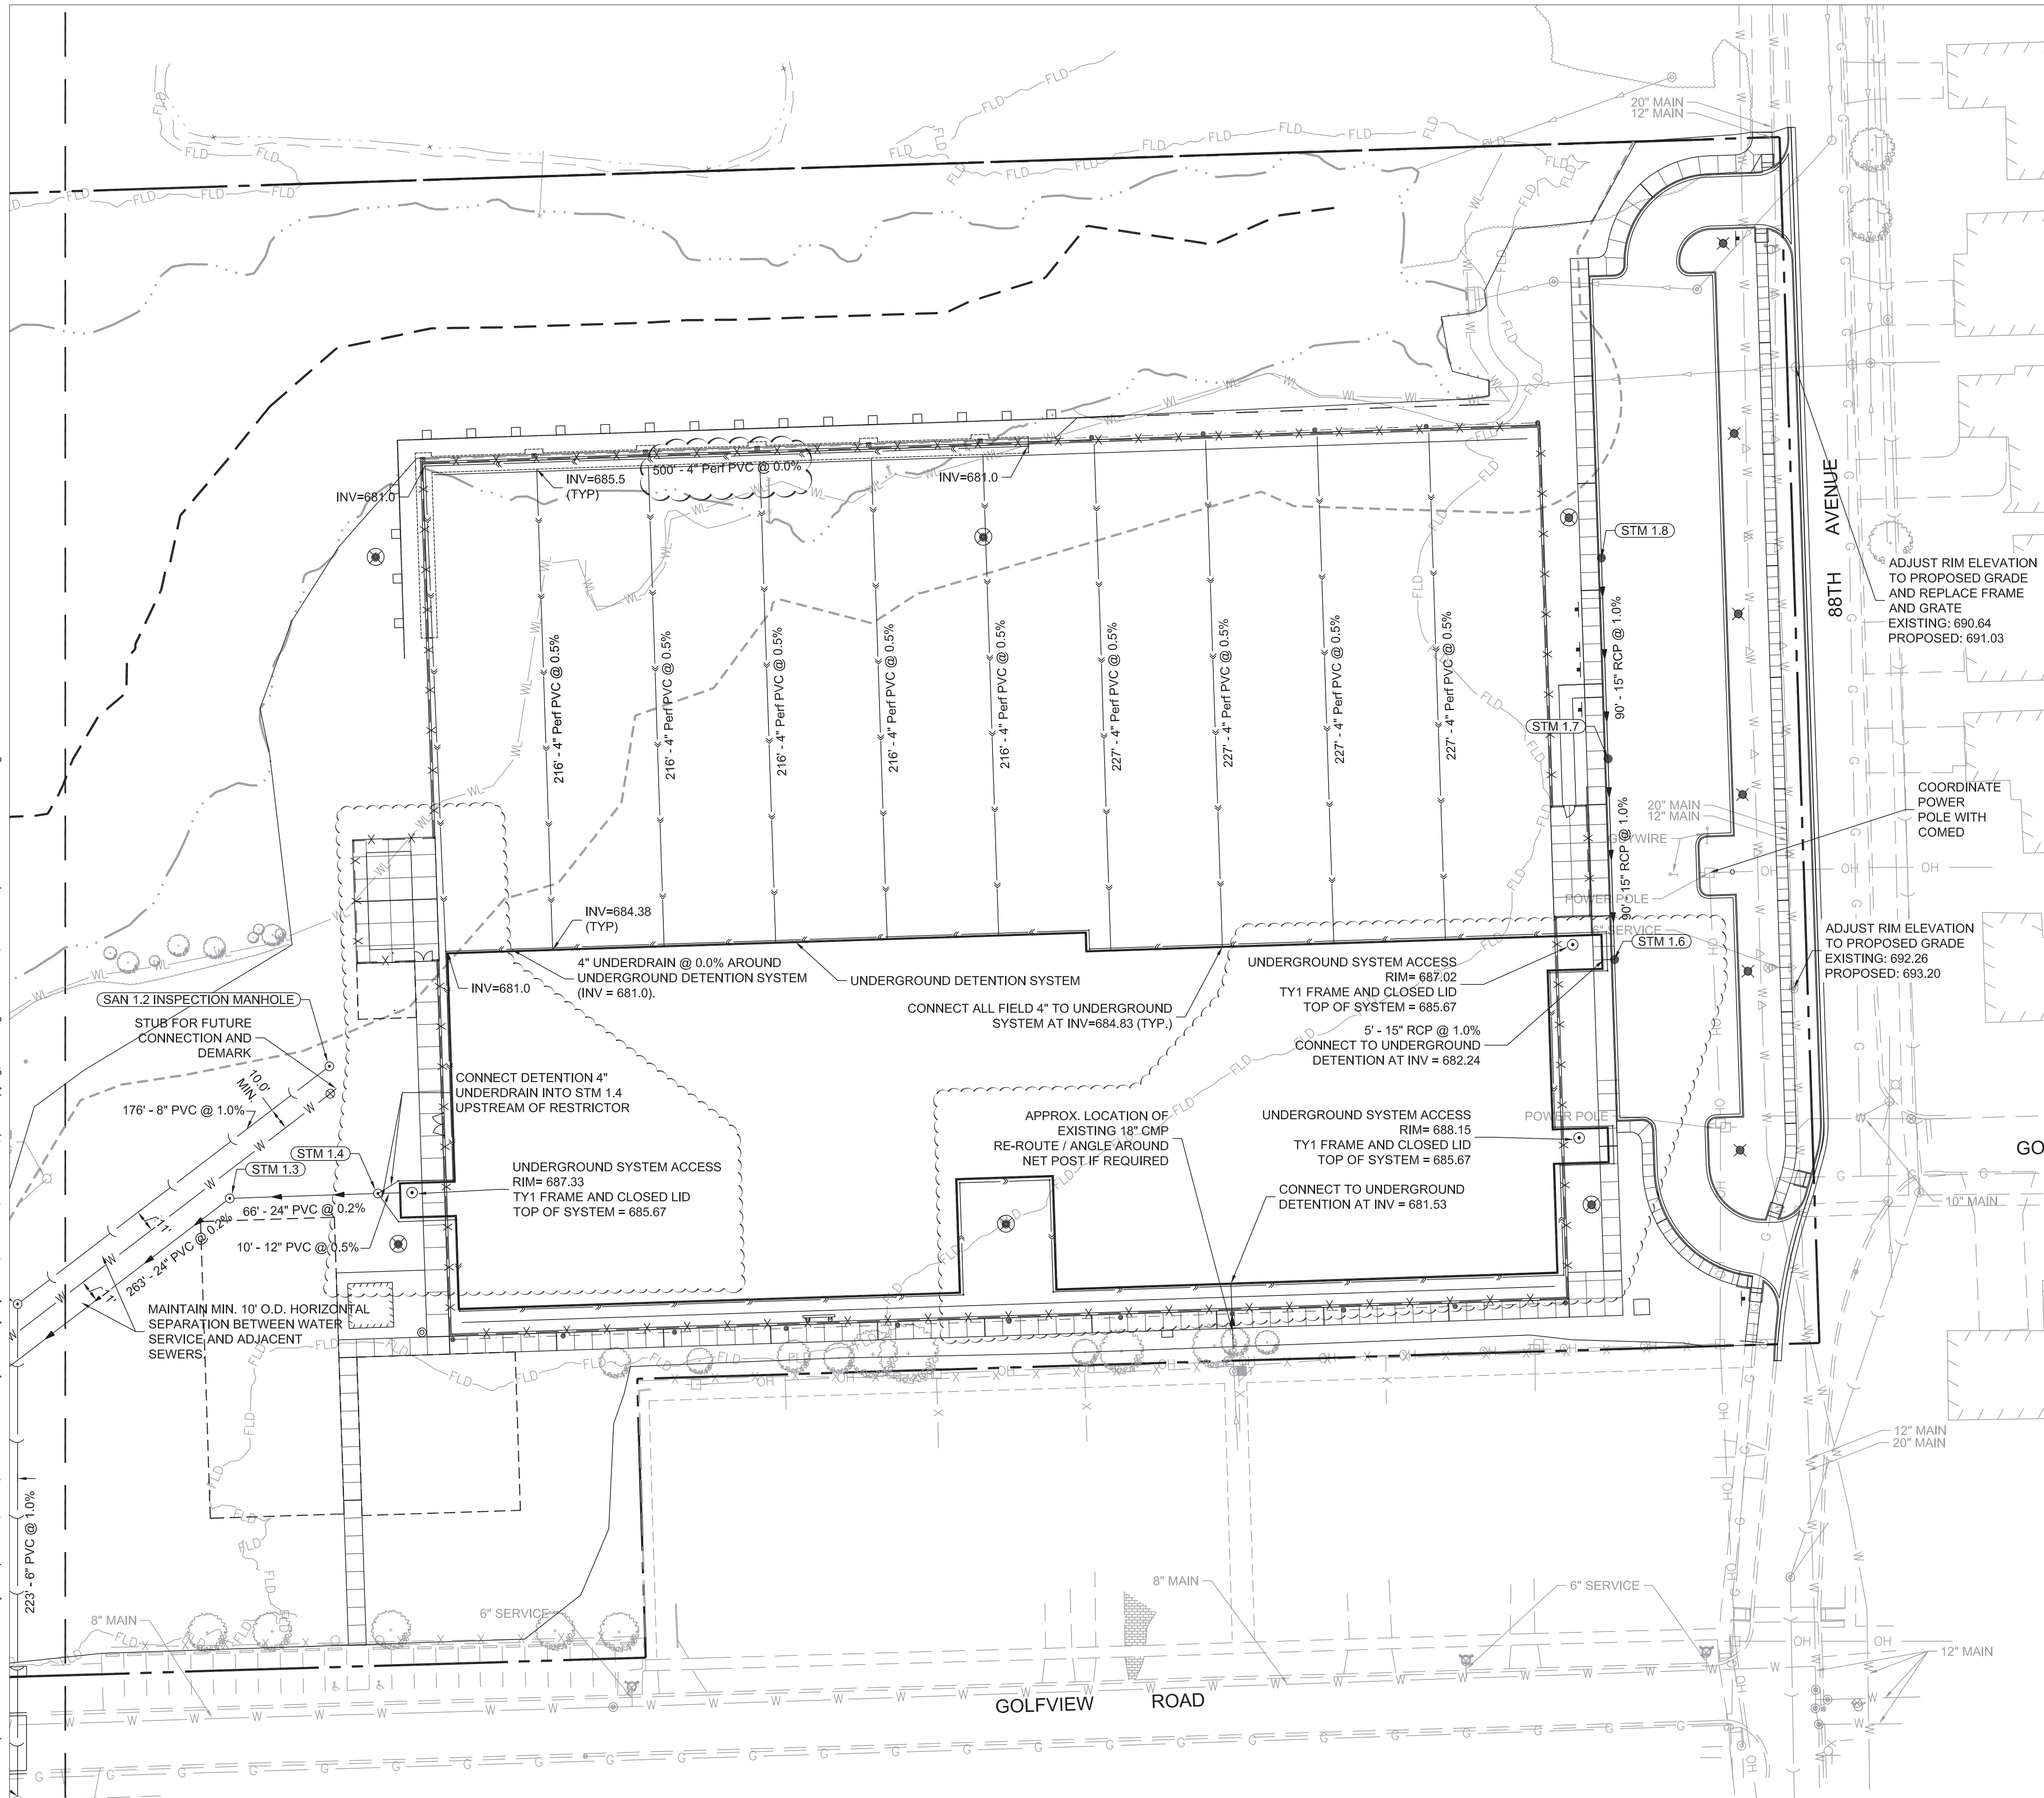 20" MAIN
12" MAIN
500' - 4" Perf PVC @ 0.0%
INV=685.5
(TYP)
INV=681.0
INV=681.0
STM 1.8
88TH AVENUE
ADJUST RIM ELEVATION
TO PROPOSED GRADE
AND REPLACE FRAME
AND GRATE
EXISTING: 690.64
PROPOSED: 691.03
216' - 4" Perf PVC @ 0.5%
216' - 4" Perf PVC @ 0.5%
216' - 4" Perf PVC @ 0.5%
216' - 4" Perf PVC @ 0.5%
216' - 4" Perf PVC @ 0.5%
227' - 4" Perf PVC @ 0.5%
227' - 4" Perf PVC @ 0.5%
227' - 4" Perf PVC @ 0.5%
227' - 4" Perf PVC @ 0.5%
90' - 15" RCP @ 1.0%
STM 1.7
90' - 15" RCP @ 1.0%
20" MAIN
12" MAIN
GUYWIRE
COORDINATE
POWER
POLE WITH
COMED
POWER POLE
6" SERVICE
STM 1.6
ADJUST RIM ELEVATION
TO PROPOSED GRADE
EXISTING: 692.26
PROPOSED: 693.20
INV=684.38
(TYP)
4" UNDERDRAIN @ 0.0% AROUND
UNDERGROUND DETENTION SYSTEM
(INV = 681.0).
INV=681.0
UNDERGROUND DETENTION SYSTEM
CONNECT ALL FIELD 4" TO UNDERGROUND
SYSTEM AT INV=684.83 (TYP.)
UNDERGROUND SYSTEM ACCESS
RIM= 687.02
TY1 FRAME AND CLOSED LID
TOP OF SYSTEM = 685.67
5' - 15" RCP @ 1.0%
CONNECT TO UNDERGROUND
DETENTION AT INV = 682.24
SAN 1.2 INSPECTION MANHOLE
STUB FOR FUTURE
CONNECTION AND
DEMARK
10.0'
MIN.
176' - 8" PVC @ 1.0%
CONNECT DETENTION 4"
UNDERDRAIN INTO STM 1.4
UPSTREAM OF RESTRICTOR
STM 1.4
STM 1.3
66' - 24" PVC @ 0.2%
10' - 12" PVC @ 0.5%
263' - 24" PVC @ 0.2%
UNDERGROUND SYSTEM ACCESS
RIM= 687.33
TY1 FRAME AND CLOSED LID
TOP OF SYSTEM = 685.67
APPROX. LOCATION OF
EXISTING 18" CMP
RE-ROUTE / ANGLE AROUND
NET POST IF REQUIRED
UNDERGROUND SYSTEM ACCESS
RIM= 688.15
TY1 FRAME AND CLOSED LID
TOP OF SYSTEM = 685.67
CONNECT TO UNDERGROUND
DETENTION AT INV = 681.53
POWER POLE
GO
10" MAIN
MAINTAIN MIN. 10' O.D. HORIZONTAL
SEPARATION BETWEEN WATER
SERVICE AND ADJACENT
SEWERS
12" MAIN
20" MAIN
223' - 6" PVC @ 1.0%
8" MAIN
6" SERVICE
8" MAIN
6" SERVICE
12" MAIN
GOLFVIEW ROAD